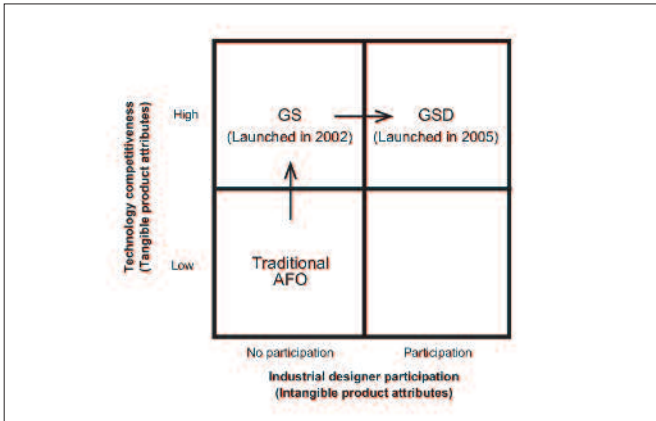 Technology competitiveness
(Tangible product attributes)
High
GS
(Launched in 2002)
GSD
(Launched in 2005)
Low
Traditional
AFO
No participation
Participation
Industrial designer participation
(Intangible product attributes)